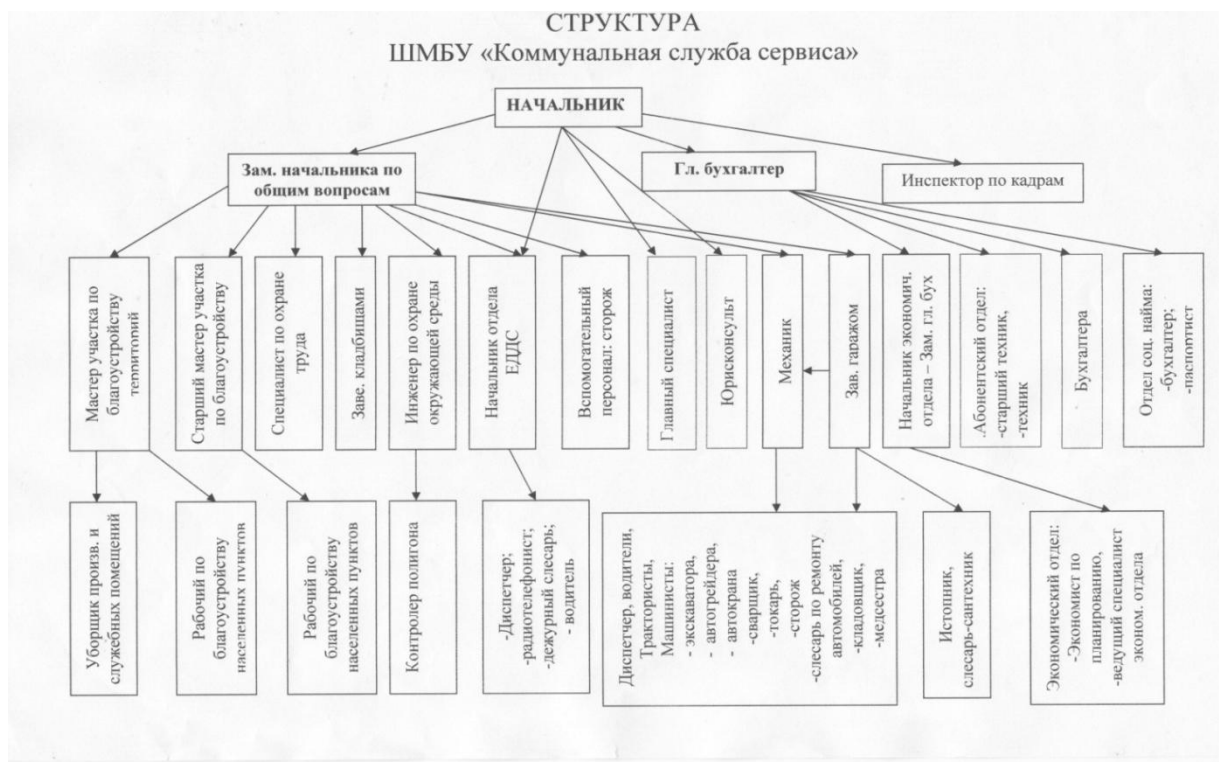 СТРУКТУРА
ШМБУ «Коммунальная служба сервиса»
НАЧАЛЬНИК
Зам. начальника по
общим вопросам
Гл. бухгалтер
Инспектор по кадрам
Мастер участка по
благоустройству
территорий
Старший мастер участка
по благоустройству
Специалист по охране
труда
Заве. кладбищами
Инженер по охране
окружающей среды
Начальник отдела
ЕДДС
Вспомогательный
персонал: сторож
Главный специалист
Юрисконсульт
Механик
Зав. гаражом
Начальник экономич.
отдела – Зам. гл. бух
.Абонентский отдел:
-старший техник,
-техник
Бухгалтера
Отдел соц. найма:
-бухгалтер;
-паспортист
Уборщик произв. и
служебных помещений
Рабочий по
благоустройству
населенных пунктов
Рабочий по
благоустройству
населенных пунктов
Контролер полигона
-Диспетчер;
-радиотелефонист;
-дежурный слесарь;
- водитель
Диспетчер, водители,
Трактористы,
Машинисты:
- экскаватора,
- автогрейдера,
- автокрана
-сварщик,
-токарь,
-сторож
-слесарь по ремонту
автомобилей,
-кладовщик,
-медсестра
Истопник,
слесарь-сантехник
Экономический отдел:
-Экономист по
планированию,
-ведущий специалист
эконом. отдела